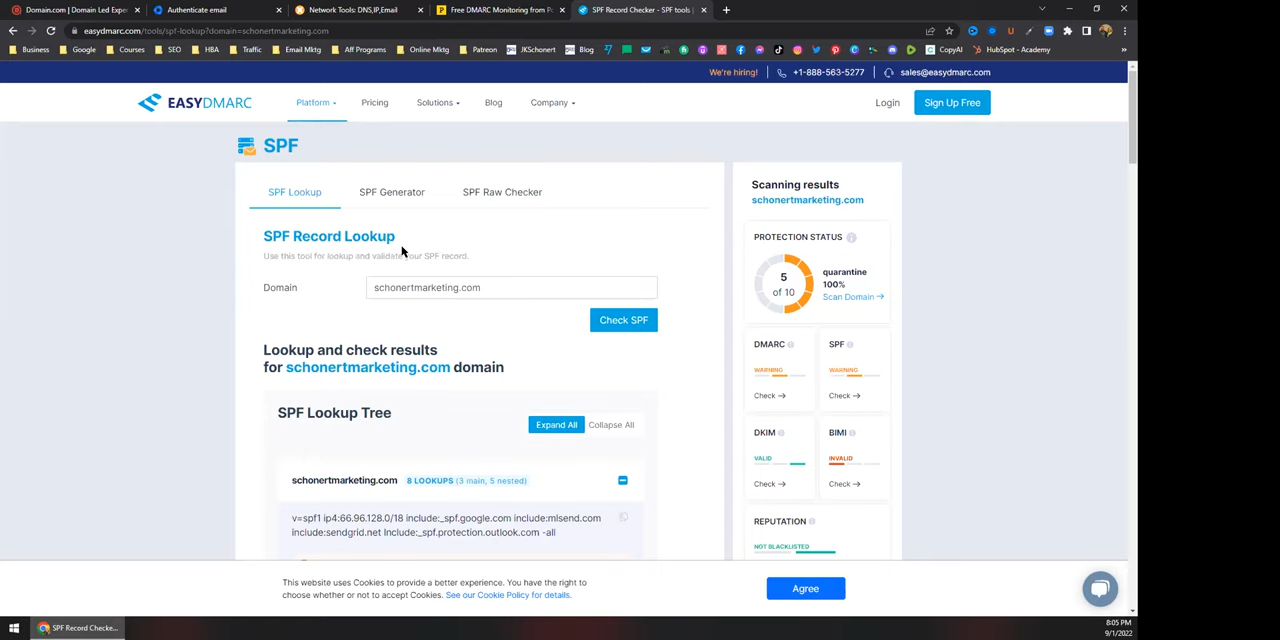 Domain.com | Domain Led Exper
Authenticate email
Network Tools: DNS,IP,Email
Free DMARC Monitoring from Po
SPF Record Checker - SPF tools |
easydmarc.com/tools/spf-lookup?domain=schonertmarketing.com
Business
Google
Courses
SEO
HBA
Traffic
Email Mktg
Aff Programs
Online Mktg
Patreon
JKSchonert
Blog
CopyAI
HubSpot - Academy
We're hiring!
+1-888-563-5277
sales@easydmarc.com
EASYDMARC
Platform
Pricing
Solutions
Blog
Company
Login
Sign Up Free
SPF
SPF Lookup
SPF Generator
SPF Raw Checker
SPF Record Lookup
Use this tool for lookup and validate your SPF record.
Domain
schonertmarketing.com
Check SPF
Lookup and check results
for schonertmarketing.com domain
SPF Lookup Tree
Expand All
Collapse All
schonertmarketing.com 8 LOOKUPS (3 main, 5 nested)
v=spf1 ip4:66.96.128.0/18 include:_spf.google.com include:mlsend.com
include:sendgrid.net Include:_spf.protection.outlook.com -all
Scanning results
schonertmarketing.com
PROTECTION STATUS
5
of 10
quarantine
100%
Scan Domain →
DMARC
WARNING
Check →
SPF
WARNING
Check →
DKIM
VALID
Check →
BIMI
INVALID
Check →
REPUTATION
NOT BLACKLISTED
This website uses Cookies to provide a better experience. You have the right to
choose whether or not to accept Cookies. See our Cookie Policy for details.
Agree
SPF Record Checke...
8:05 PM
9/1/2022